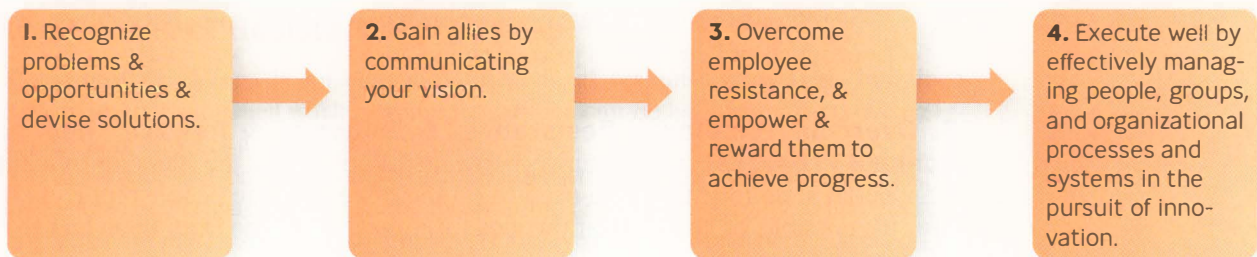 1. Recognize
problems &
opportunities &
devise solutions.
2. Gain allies by
communicating
your vision.
3. Overcome
employee
resistance, &
empower &
reward them to
achieve progress.
4. Execute well by
effectively manag-
ing people, groups,
and organizational
processes and
systems in the
pursuit of inno-
vation.